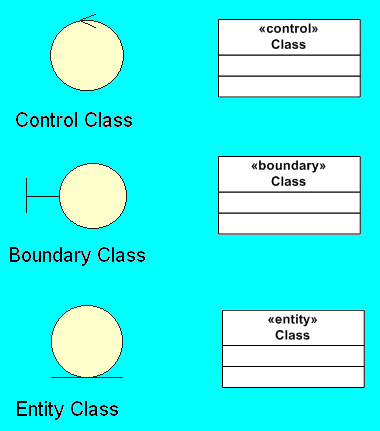 «control»
Class
Control Class
«boundary»
Class
Boundary Class
«entity»
Class
Entity Class